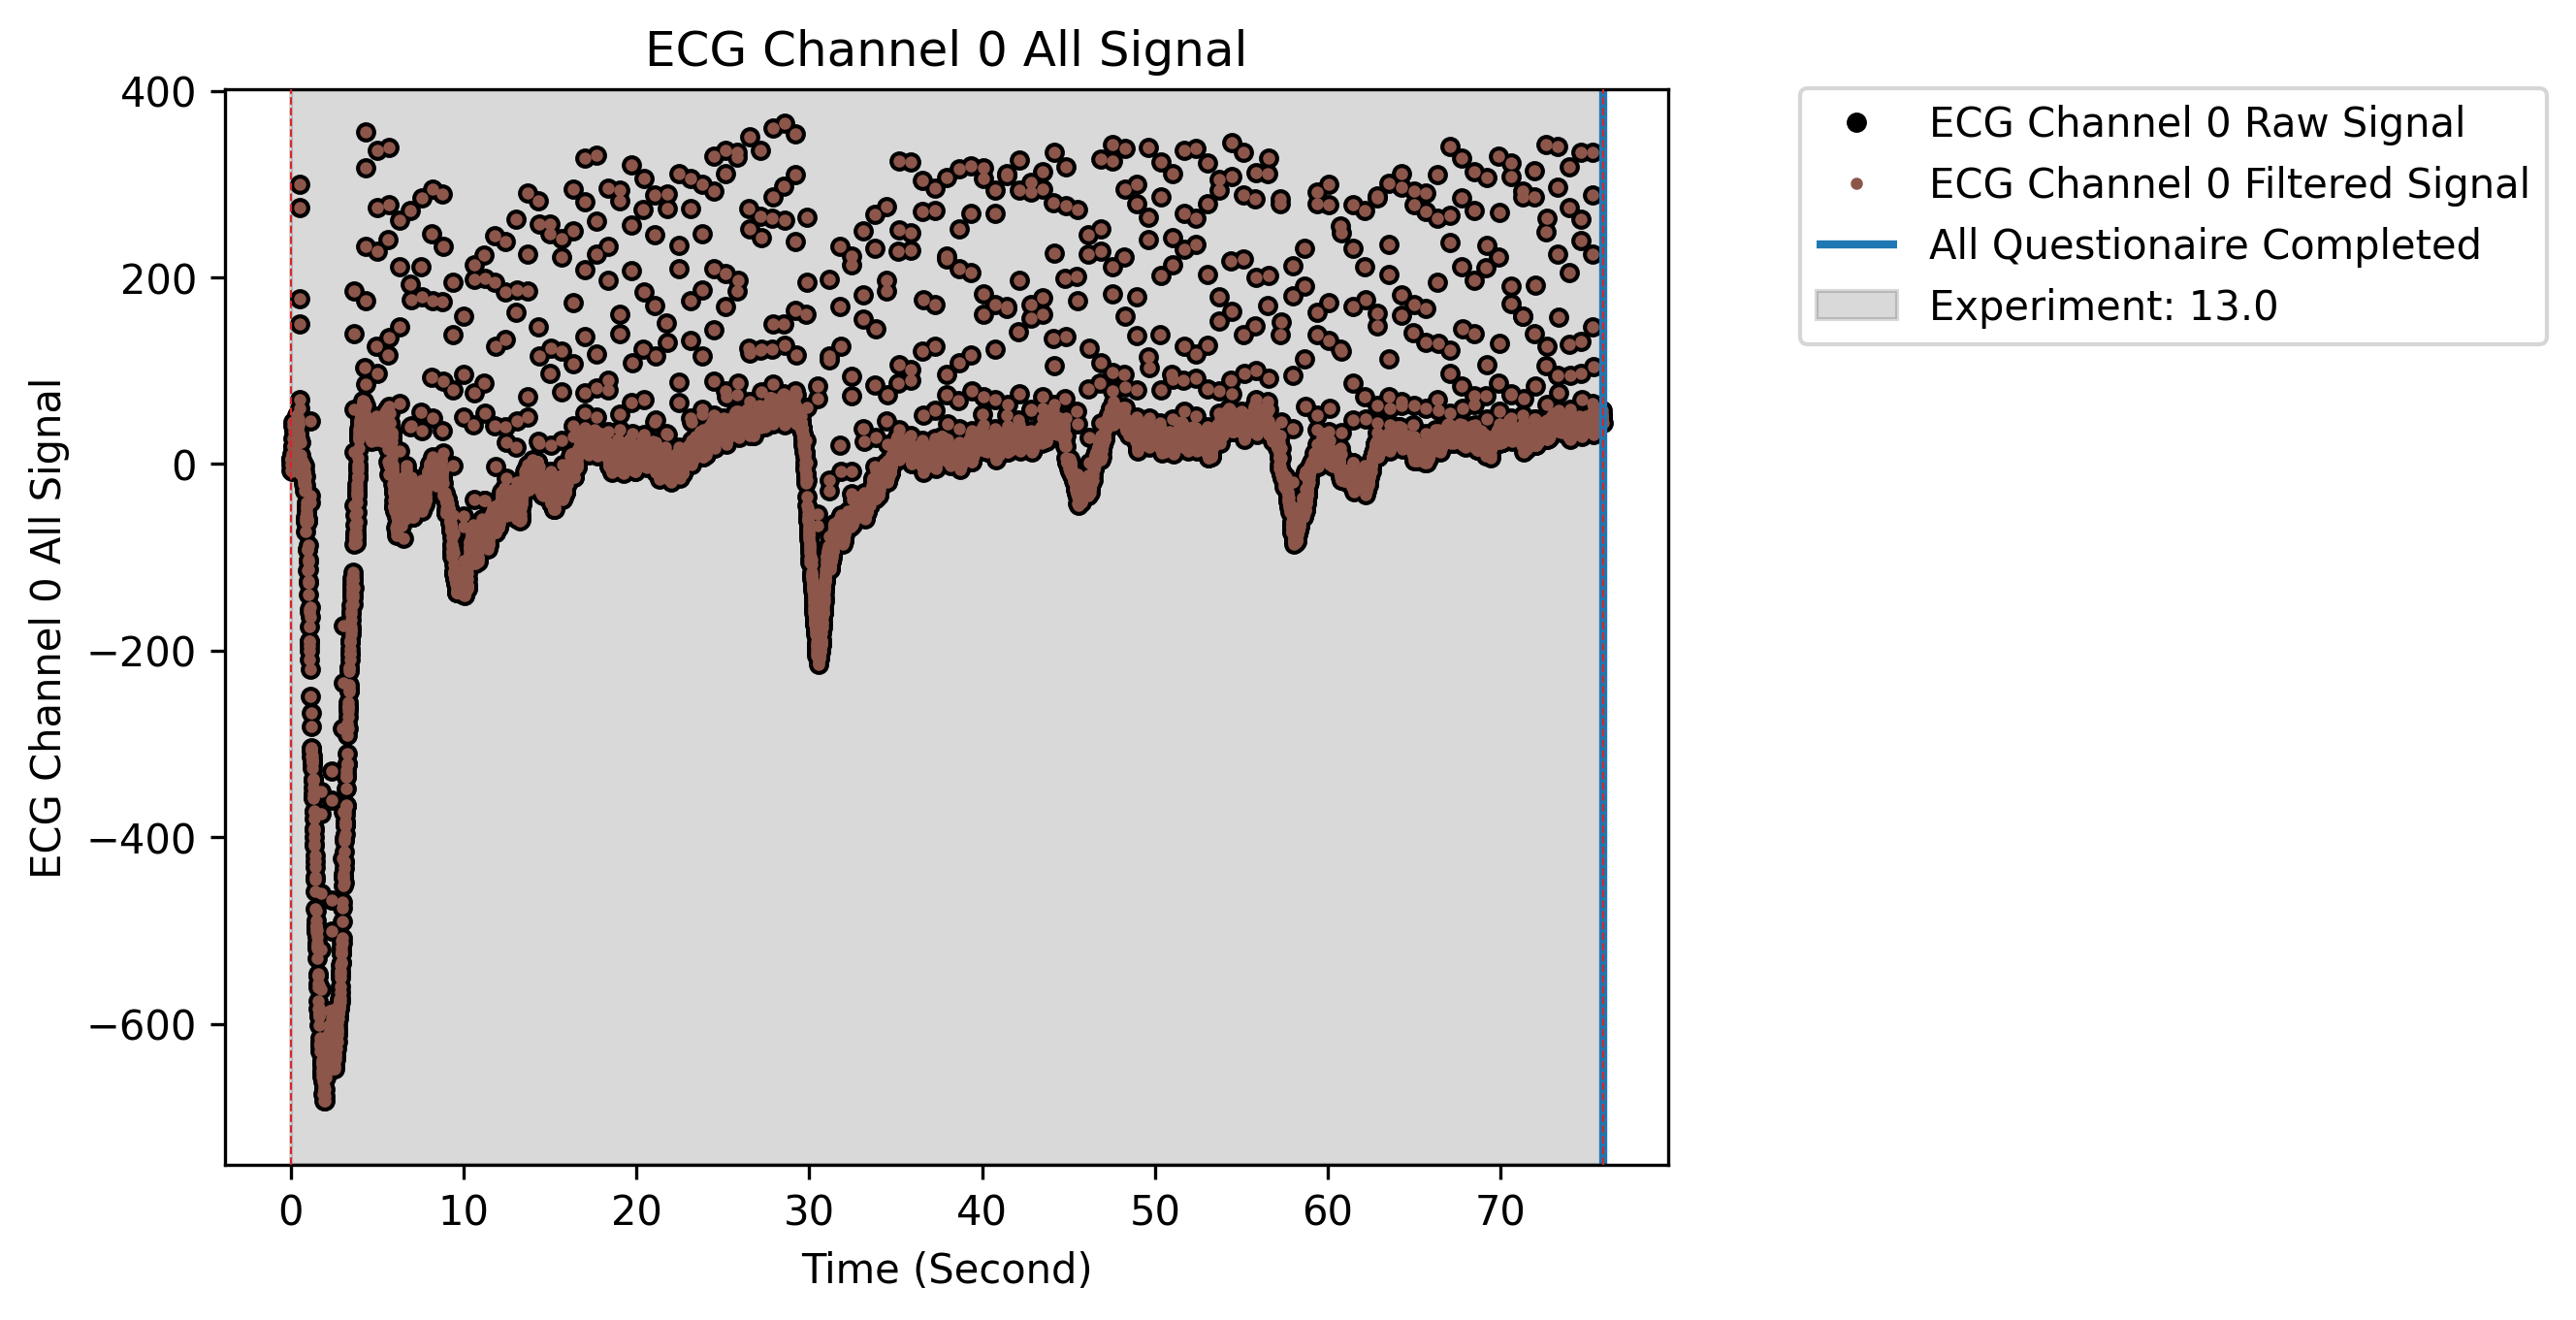 ECG Channel 0 All Signal
ECG Channel 0 All Signal
400
200
0
−200
−400
−600
0 10 20 30 40 50 60 70
Time (Second)
ECG Channel 0 Raw Signal
ECG Channel 0 Filtered Signal
All Questionaire Completed
Experiment: 13.0